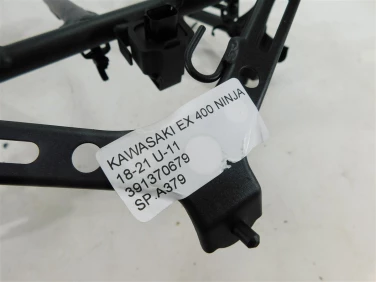 KAWASAKI EX 400 NINJA
18-21 U-11
391370679
SP.A379